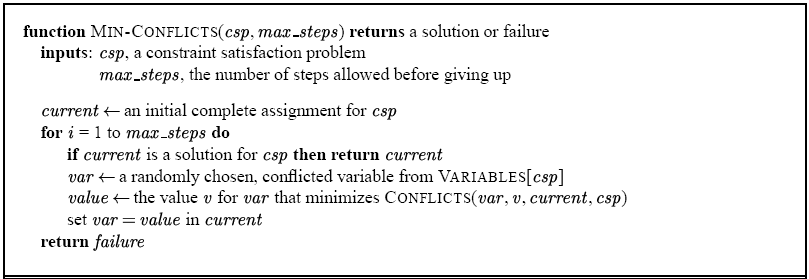 function MIN-CONFLICTS(csp, max_steps) returns a solution or failure
inputs: csp, a constraint satisfaction problem
max_steps, the number of steps allowed before giving up
current ← an initial complete assignment for csp
for i = 1 to max_steps do
if current is a solution for csp then return current
var ← a randomly chosen, conflicted variable from VARIABLES[csp]
value ← the value v for var that minimizes CONFLICTS(var, v, current, csp)
set var = value in current
return failure